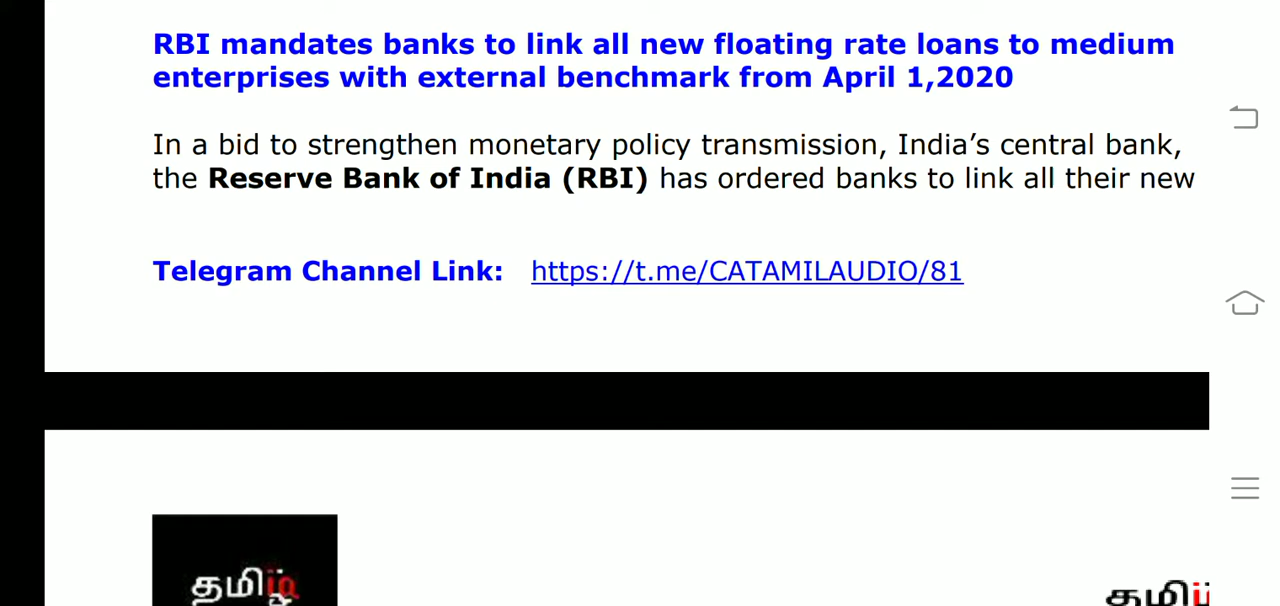 RBI mandates banks to link all new floating rate loans to medium
enterprises with external benchmark from April 1,2020
In a bid to strengthen monetary policy transmission, India’s central bank,
the Reserve Bank of India (RBI) has ordered banks to link all their new
Telegram Channel Link: https://t.me/CATAMILAUDIO/81
தமிழ்